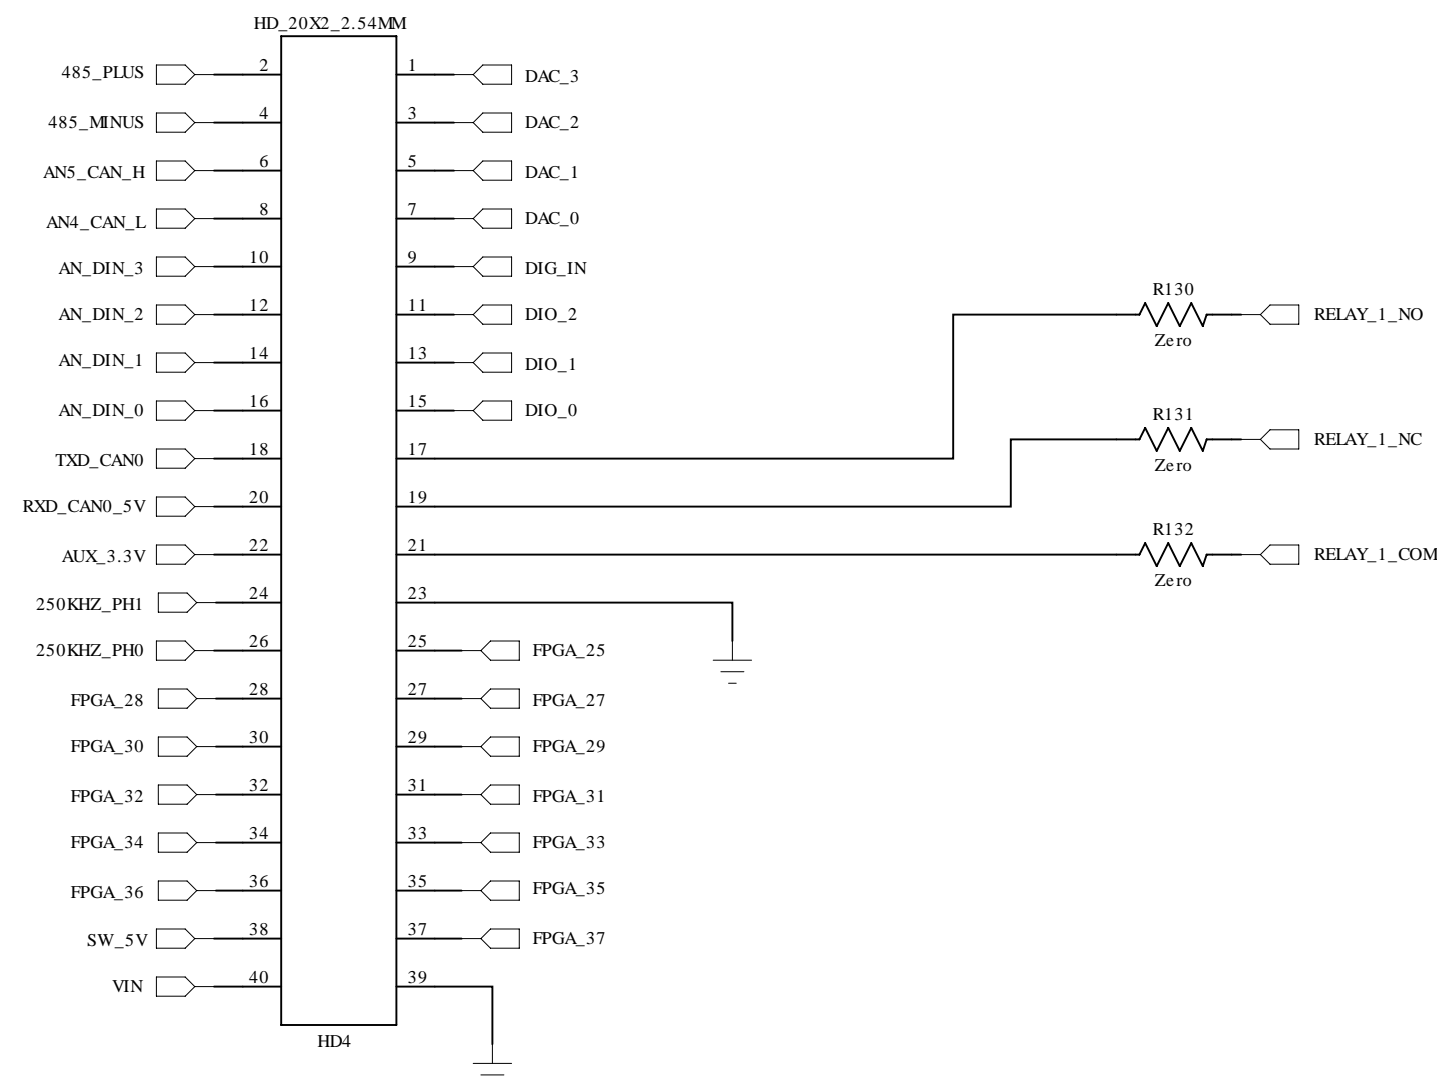 HD_20X2_2.54MM
485_PLUS 2 1 DAC_3
485_MINUS 4 3 DAC_2
AN5_CAN_H 6 5 DAC_1
AN4_CAN_L 8 7 DAC_0
AN_DIN_3 10 9 DIG_IN
R130
AN_DIN_2 12 11 DIO_2 RELAY_1_NO
Zero
AN_DIN_1 14 13 DIO_1
AN_DIN_0 16 15 DIO_0
R131
RELAY_1_NC
TXD_CAN0 18 17
Zero
RXD_CAN0_5V 20 19
R132
AUX_3.3V 22 21 RELAY_1_COM
Zero
250KHZ_PH1 24 23
250KHZ_PH0 26 25 FPGA_25
FPGA_28 28 27 FPGA_27
FPGA_30 30 29 FPGA_29
FPGA_32 32 31 FPGA_31
FPGA_34 34 33 FPGA_33
FPGA_36 36 35 FPGA_35
SW_5V 38 37 FPGA_37
VIN 40 39
HD4